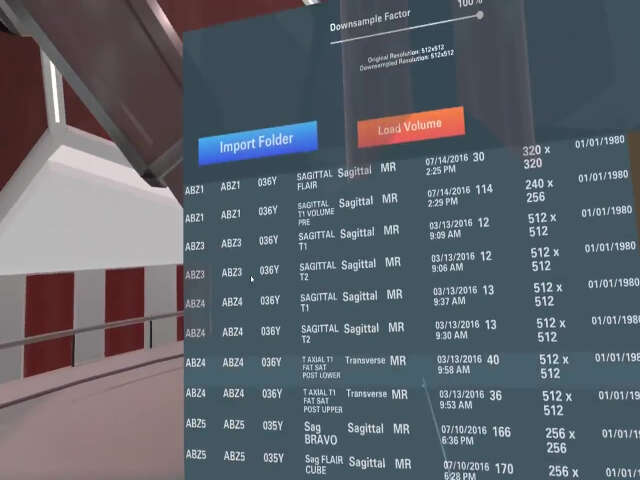 Downsample Factor 100%
Original Resolution: 512x512
Downsampled Resolution: 512x512
Import Folder
Load Volume
ABZ1 ABZ1 036Y SAGITTAL FLAIR Sagittal MR 07/14/2016 2:25 PM 30 320 x 320 01/01/1980
ABZ1 ABZ1 036Y SAGITTAL T1 VOLUME PRE Sagittal MR 07/14/2016 2:29 PM 114 240 x 256 01/01/1980
ABZ3 ABZ3 036Y SAGITTAL T1 Sagittal MR 03/13/2016 9:09 AM 12 512 x 512 01/01/1980
ABZ3 ABZ3 036Y SAGITTAL T2 Sagittal MR 03/13/2016 9:06 AM 12 512 x 512 01/01/1980
ABZ4 ABZ4 036Y SAGITTAL T1 Sagittal MR 03/13/2016 9:37 AM 13 512 x 512 01/01/1980
ABZ4 ABZ4 036Y SAGITTAL T2 Sagittal MR 03/13/2016 9:30 AM 13 512 x 512 01/01/1980
ABZ4 ABZ4 036Y T AXIAL T1 FAT SAT POST LOWER Transverse MR 03/13/2016 9:58 AM 40 512 x 512 01/01/198
ABZ4 ABZ4 036Y T AXIAL T1 FAT SAT POST UPPER Transverse MR 03/13/2016 9:53 AM 36 512 x 512 01/01/19
ABZ5 ABZ5 035Y Sag BRAVO Sagittal MR 07/10/2016 6:36 PM 166 256 x 256 01/01/19
ABZ5 ABZ5 035Y Sag FLAIR CUBE Sagittal MR 07/10/2016 6:28 PM 170 256 x 01/01/1